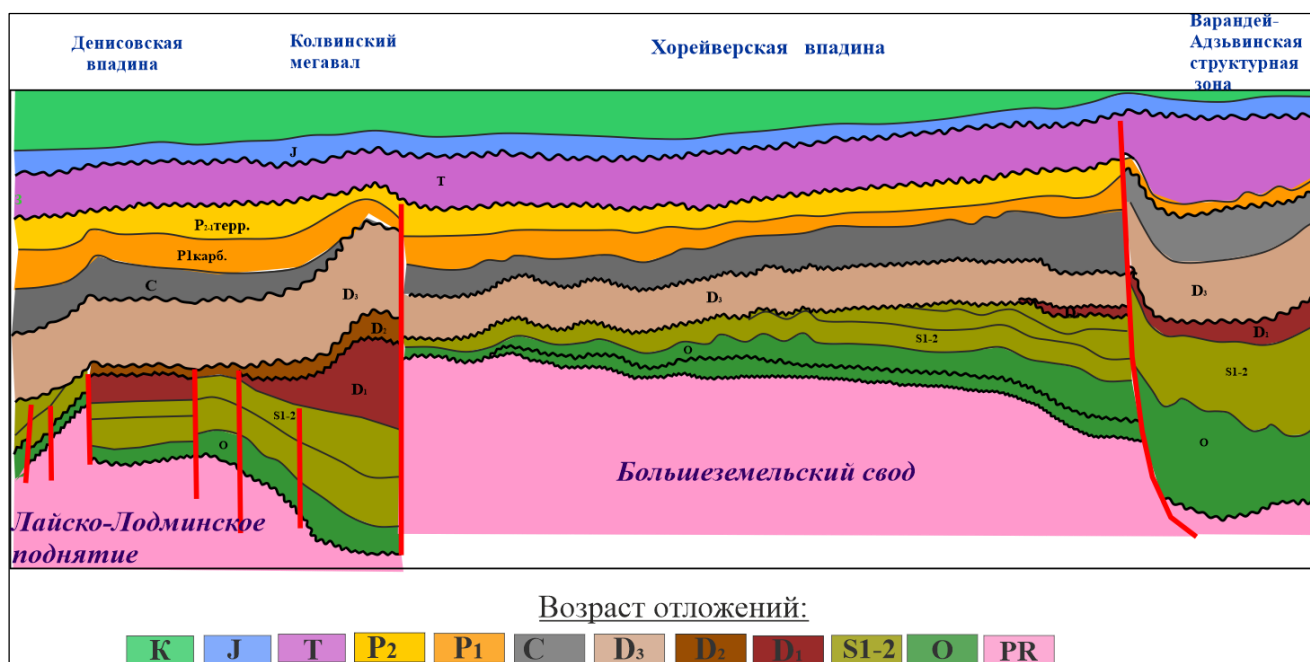 Денисовская
впадина
Колвинский
мегавал
Хорейверская впадина
Варандей-
Адзьвинская
структурная
зона
J
T
P₂₋₁терр.
P1карб.
C
D₃
D₂
D₁
S1-2
O
D₃
S1-2
O
D₃
D₁
S1-2
O
Большеземельский свод
Лайско-Лодминское
поднятие
Возраст отложений:
K J T P₂ P₁ C D₃ D₂ D₁ S1-2 O PR